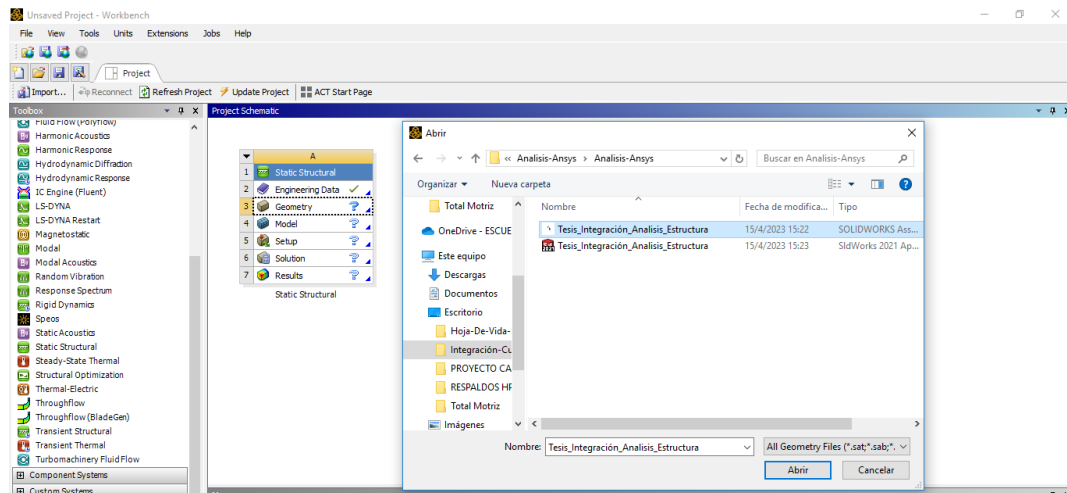 Unsaved Project - Workbench
File View Tools Units Extensions Jobs Help
Project
Import... Reconnect Refresh Project Update Project ACT Start Page
Toolbox
Fluid Flow (Polyflow)
Harmonic Acoustics
Harmonic Response
Hydrodynamic Diffraction
Hydrodynamic Response
IC Engine (Fluent)
LS-DYNA
LS-DYNA Restart
Magnetostatic
Modal
Modal Acoustics
Random Vibration
Response Spectrum
Rigid Dynamics
Speos
Static Acoustics
Static Structural
Steady-State Thermal
Structural Optimization
Thermal-Electric
Throughflow
Throughflow (BladeGen)
Transient Structural
Transient Thermal
Turbomachinery Fluid Flow
Component Systems
Custom Systems
Project Schematic
A
1 Static Structural
2 Engineering Data
3 Geometry ?
4 Model ?
5 Setup ?
6 Solution ?
7 Results ?
Static Structural
Abrir
« Analisis-Ansys > Analisis-Ansys
Buscar en Analisis-Ansys
Organizar Nueva carpeta
Total Motriz
OneDrive - ESCUE
Este equipo
Descargas
Documentos
Escritorio
Hoja-De-Vida-
Integración-Cu
PROYECTO CA
RESPALDOS HF
Total Motriz
Imágenes
Nombre Fecha de modifica... Tipo
Tesis_Integración_Analisis_Estructura 15/4/2023 15:22 SOLIDWORKS Ass...
Tesis_Integración_Analisis_Estructura 15/4/2023 15:23 SldWorks 2021 Ap...
Nombre: Tesis_Integración_Analisis_Estructura All Geometry Files (*.sat;*.sab;*.
Abrir Cancelar